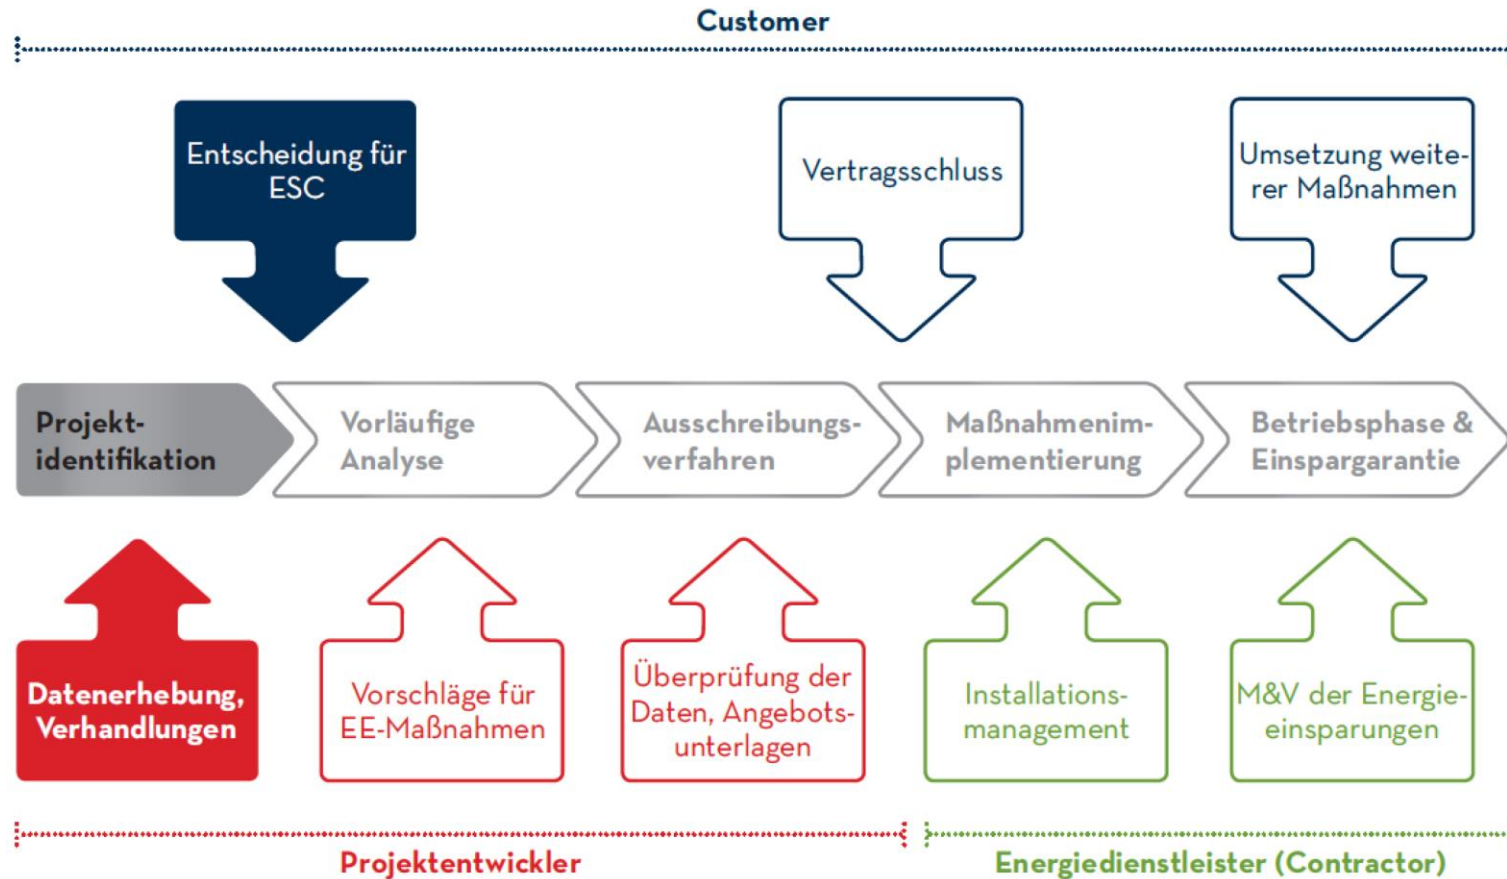 Customer
Entscheidung für
ESC
Vertragsschluss
Umsetzung weite-
rer Maßnahmen
Projekt-
identifikation
Vorläufige
Analyse
Ausschreibungs-
verfahren
Maßnahmenim-
plementierung
Betriebsphase &
Einspargarantie
Datenerhebung,
Verhandlungen
Vorschläge für
EE-Maßnahmen
Überprüfung der
Daten, Angebots-
unterlagen
Installations-
management
M&V der Energie-
einsparungen
Projektentwickler
Energiedienstleister (Contractor)